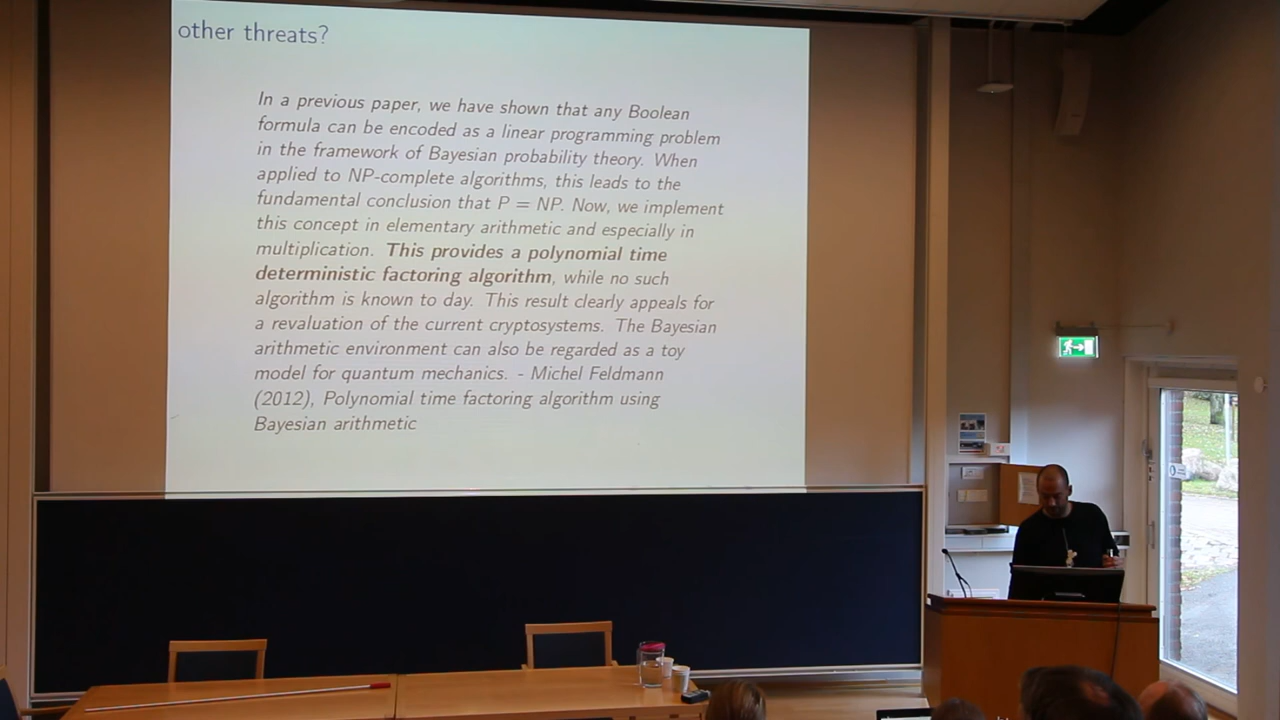 other threats?
In a previous paper, we have shown that any Boolean
formula can be encoded as a linear programming problem
in the framework of Bayesian probability theory. When
applied to NP-complete algorithms, this leads to the
fundamental conclusion that P = NP. Now, we implement
this concept in elementary arithmetic and especially in
multiplication. This provides a polynomial time
deterministic factoring algorithm, while no such
algorithm is known to day. This result clearly appeals for
a revaluation of the current cryptosystems. The Bayesian
arithmetic environment can also be regarded as a toy
model for quantum mechanics. - Michel Feldmann
(2012), Polynomial time factoring algorithm using
Bayesian arithmetic